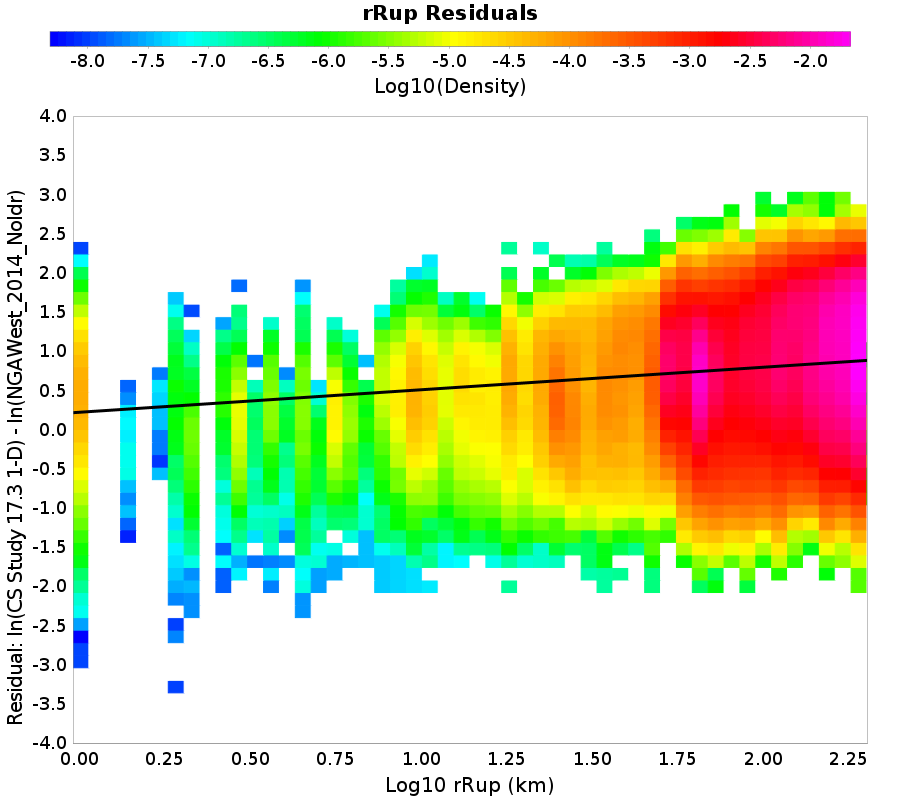 rRup Residuals
-8.0 -7.5 -7.0 -6.5 -6.0 -5.5 -5.0 -4.5 -4.0 -3.5 -3.0 -2.5 -2.0
Log10(Density)
Residual: ln(CS Study 17.3 1-D) - ln(NGAWest_2014_NoIdr)
4.0
3.5
3.0
2.5
2.0
1.5
1.0
0.5
0.0
-0.5
-1.0
-1.5
-2.0
-2.5
-3.0
-3.5
-4.0
0.00 0.25 0.50 0.75 1.00 1.25 1.50 1.75 2.00 2.25
Log10 rRup (km)